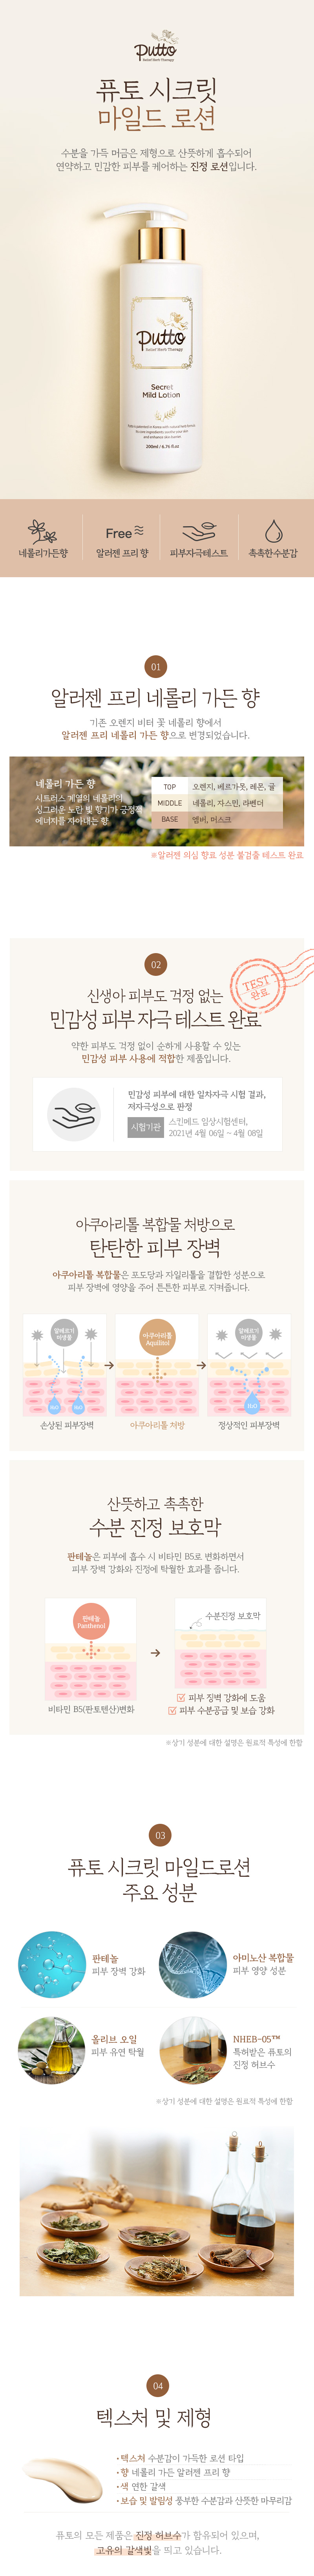 putto
Relief Herb Therapy
퓨토 시크릿
마일드 로션
수분을 가득 머금은 제형으로 산뜻하게 흡수되어
연약하고 민감한 피부를 케어하는 진정 로션입니다.
putto
Relief Herb Therapy
Secret
Mild Lotion
200ml / 6.76 fl.oz
네롤리가든향
Free
알러젠 프리 향
피부자극테스트
촉촉한수분감
01
알러젠 프리 네롤리 가든 향
기존 오렌지 비터 꽃 네롤리 향에서
알러젠 프리 네롤리 가든 향으로 변경되었습니다.
네롤리 가든 향
시트러스 계열의 네롤리의
싱그러운 노란 빛 향기가 긍정적
에너지를 자아내는 향
TOP 오렌지, 베르가못, 레몬, 귤
MIDDLE 네롤리, 자스민, 라벤더
BASE 엠버, 머스크
※알러젠 의심 향료 성분 불검출 테스트 완료
02
TEST
완료
신생아 피부도 걱정 없는
민감성 피부 자극 테스트 완료
약한 피부도 걱정 없이 순하게 사용할 수 있는
민감성 피부 사용에 적합한 제품입니다.
민감성 피부에 대한 일차자극 시험 결과,
저자극성으로 판정
시험기관 스킨메드 임상시험센터,
2021년 4월 06일 ~ 4월 08일
아쿠아리톨 복합물 처방으로
탄탄한 피부 장벽
아쿠아리톨 복합물은 포도당과 자일리톨을 결합한 성분으로
피부 장벽에 영양을 주어 튼튼한 피부로 지켜줍니다.
알레르기
미생물
H₂O
H₂O
손상된 피부장벽
아쿠아리톨
Aquilitol
아쿠아리톨 처방
알레르기
미생물
H₂O
정상적인 피부장벽
산뜻하고 촉촉한
수분 진정 보호막
판테놀은 피부에 흡수 시 비타민 B5로 변화하면서
피부 장벽 강화와 진정에 탁월한 효과를 줍니다.
판테놀
Panthenol
비타민 B5(판토텐산)변화
수분진정 보호막
피부 장벽 강화에 도움
피부 수분공급 및 보습 강화
※상기 성분에 대한 설명은 원료적 특성에 한함
03
퓨토 시크릿 마일드로션
주요 성분
판테놀
피부 장벽 강화
아미노산 복합물
피부 영양 성분
올리브 오일
피부 유연 탁월
NHEB-05™
특허받은 퓨토의
진정 허브수
※상기 성분에 대한 설명은 원료적 특성에 한함
04
텍스처 및 제형
•텍스처 수분감이 가득한 로션 타입
•향 네롤리 가든 알러젠 프리 향
•색 연한 갈색
•보습 및 발림성 풍부한 수분감과 산뜻한 마무리감
퓨토의 모든 제품은 진정 허브수가 함유되어 있으며,
고유의 갈색빛을 띄고 있습니다.